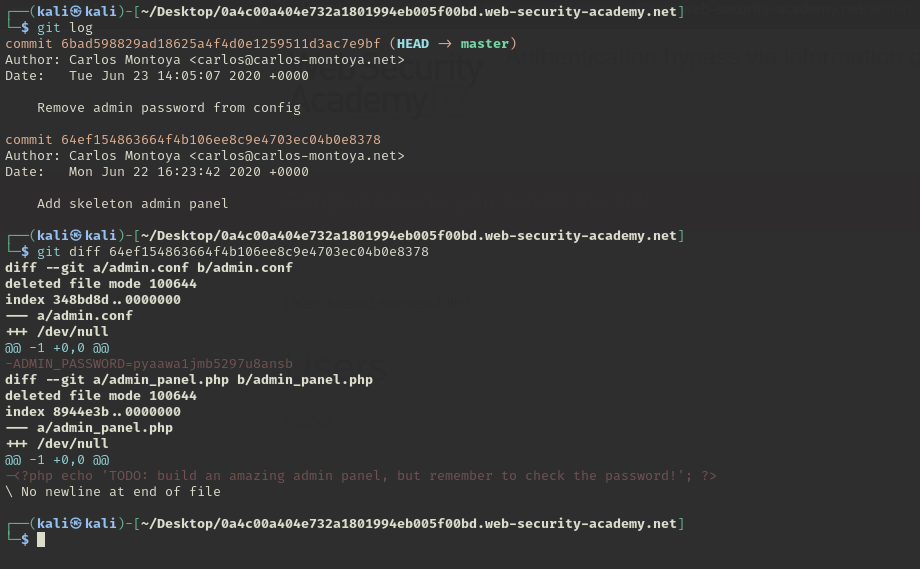 ┌──(kali㉿kali)-[~/Desktop/0a4c00a404e732a1801994eb005f00bd.web-security-academy.net]
└─$ git log
commit 6bad598829ad18625a4f4d0e1259511d3ac7e9bf (HEAD -> master)
Author: Carlos Montoya <carlos@carlos-montoya.net>
Date:   Tue Jun 23 14:05:07 2020 +0000

    Remove admin password from config

commit 64ef154863664f4b106ee8c9e4703ec04b0e8378
Author: Carlos Montoya <carlos@carlos-montoya.net>
Date:   Mon Jun 22 16:23:42 2020 +0000

    Add skeleton admin panel

┌──(kali㉿kali)-[~/Desktop/0a4c00a404e732a1801994eb005f00bd.web-security-academy.net]
└─$ git diff 64ef154863664f4b106ee8c9e4703ec04b0e8378
diff --git a/admin.conf b/admin.conf
deleted file mode 100644
index 348bd8d..0000000
--- a/admin.conf
+++ /dev/null
@@ -1 +0,0 @@
-ADMIN_PASSWORD=pyaawa1jmb5297u8ansb
diff --git a/admin_panel.php b/admin_panel.php
deleted file mode 100644
index 8944e3b..0000000
--- a/admin_panel.php
+++ /dev/null
@@ -1 +0,0 @@
-<?php echo 'TODO: build an amazing admin panel, but remember to check the password!'; ?>
\ No newline at end of file

┌──(kali㉿kali)-[~/Desktop/0a4c00a404e732a1801994eb005f00bd.web-security-academy.net]
└─$